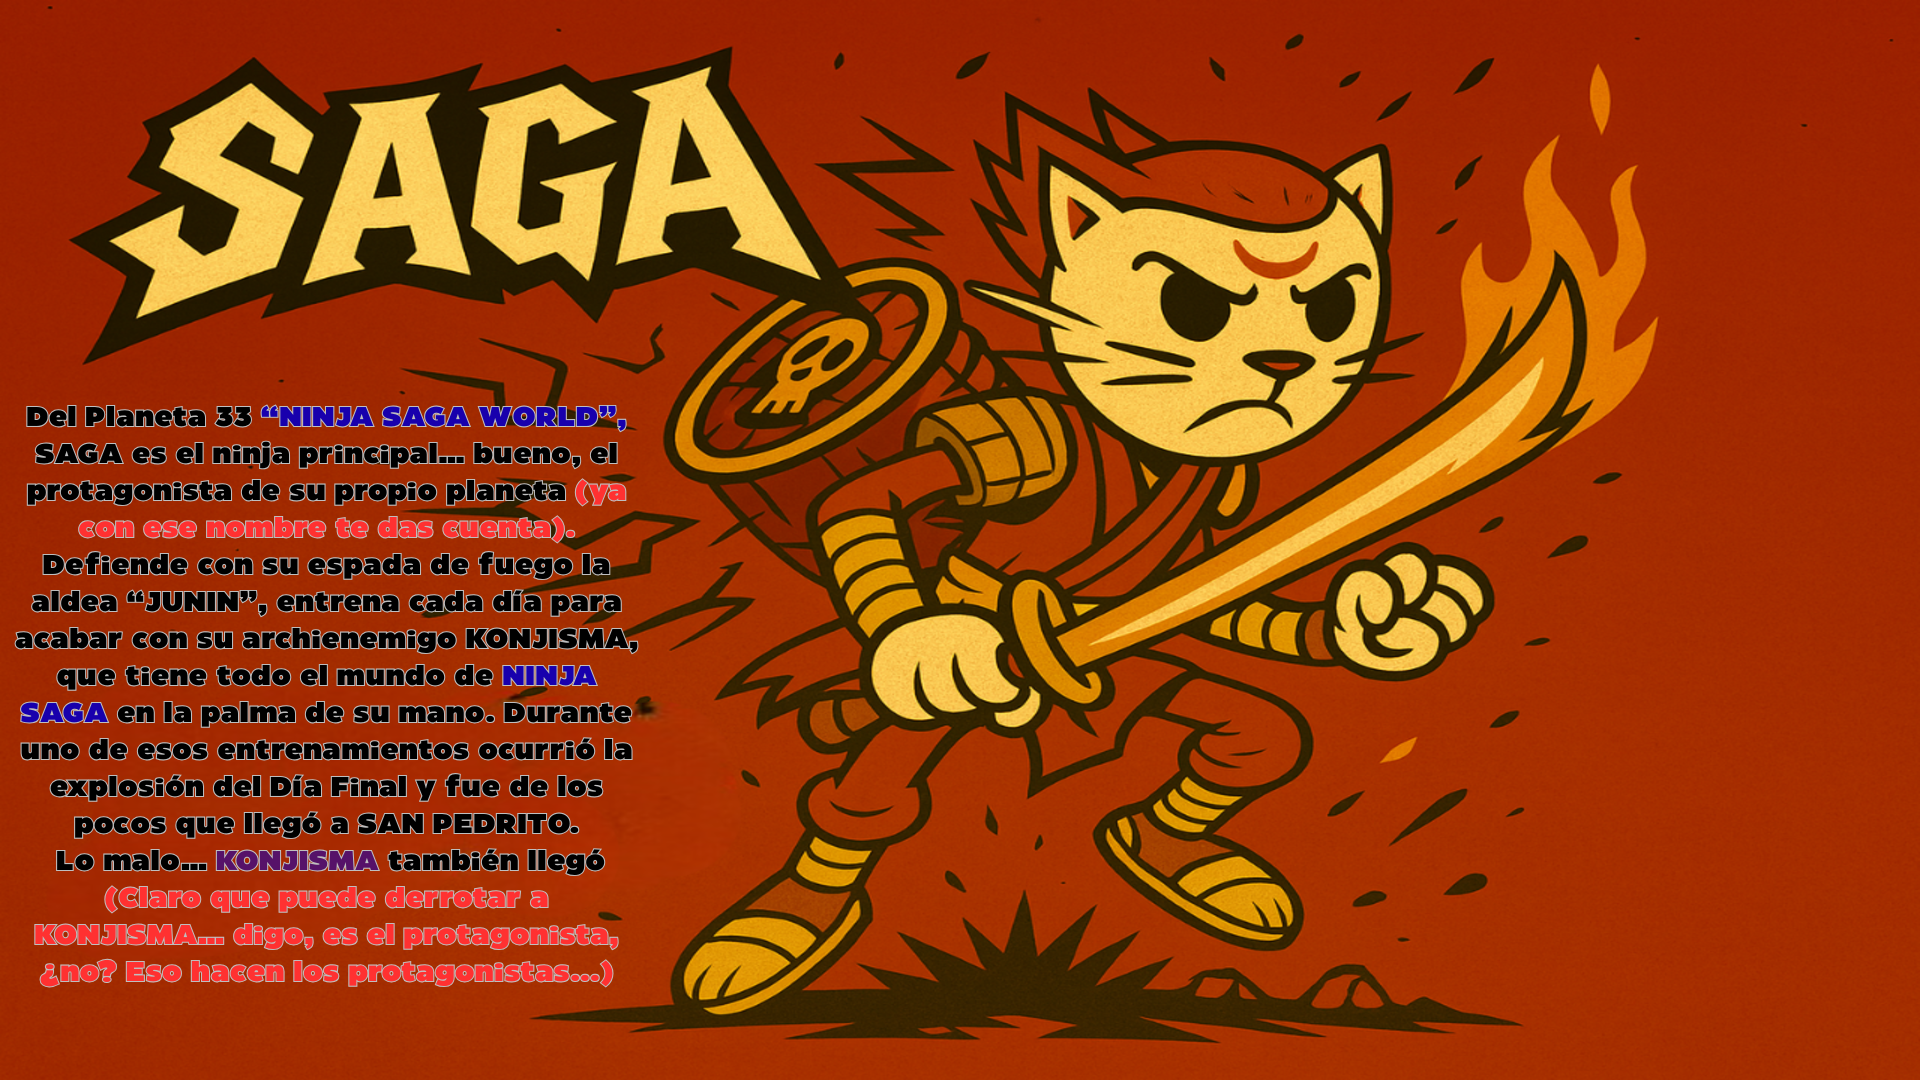 SAGA
Del Planeta 33 “NINJA SAGA WORLD”,
SAGA es el ninja principal... bueno, el
protagonista de su propio planeta (ya
con ese nombre te das cuenta).
Defiende con su espada de fuego la
aldea “JUNIN”, entrena cada día para
acabar con su archienemigo KONJISMA,
que tiene todo el mundo de NINJA
SAGA en la palma de su mano. Durante
uno de esos entrenamientos ocurrió la
explosión del Día Final y fue de los
pocos que llegó a SAN PEDRITO.
Lo malo... KONJISMA también llegó
(Claro que puede derrotar a
KONJISMA... digo, es el protagonista,
¿no? Eso hacen los protagonistas...)